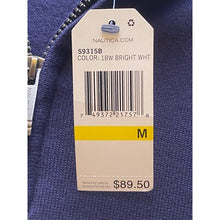 NAUTICA.COM
S9315B
COLOR: 1BW BRIGHT WHT
7 49372 21757 8
M
$89.50